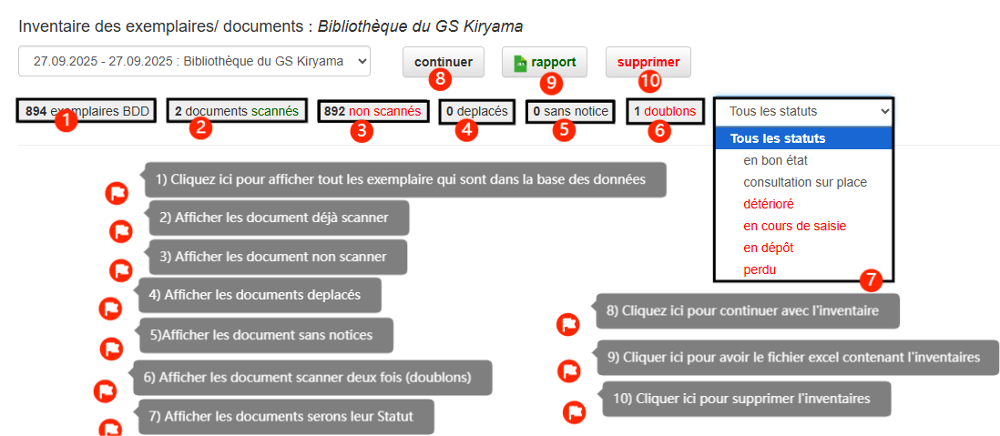 Inventaire des exemplaires/ documents : Bibliothèque du GS Kiryama
27.09.2025 - 27.09.2025 : Bibliothèque du GS Kiryama
continuer
rapport
supprimer
8
9
10
894 exemplaires BDD
2 documents scannés
892 non scannés
0 deplacés
0 sans notice
1 doublons
Tous les statuts
1
2
3
4
5
6
Tous les statuts
en bon état
consultation sur place
détérioré
en cours de saisie
en dépôt
perdu
7
1) Cliquez ici pour afficher tout les exemplaire qui sont dans la base des données
2) Afficher les document déjà scanner
3) Afficher les document non scanner
4) Afficher les documents deplacés
5)Afficher les document sans notices
6) Afficher les document scanner deux fois (doublons)
7) Afficher les documents serons leur Statut
8) Cliquez ici pour continuer avec l'inventaire
9) Cliquer ici pour avoir le fichier excel contenant l'inventaires
10) Cliquer ici pour supprimer l'inventaires